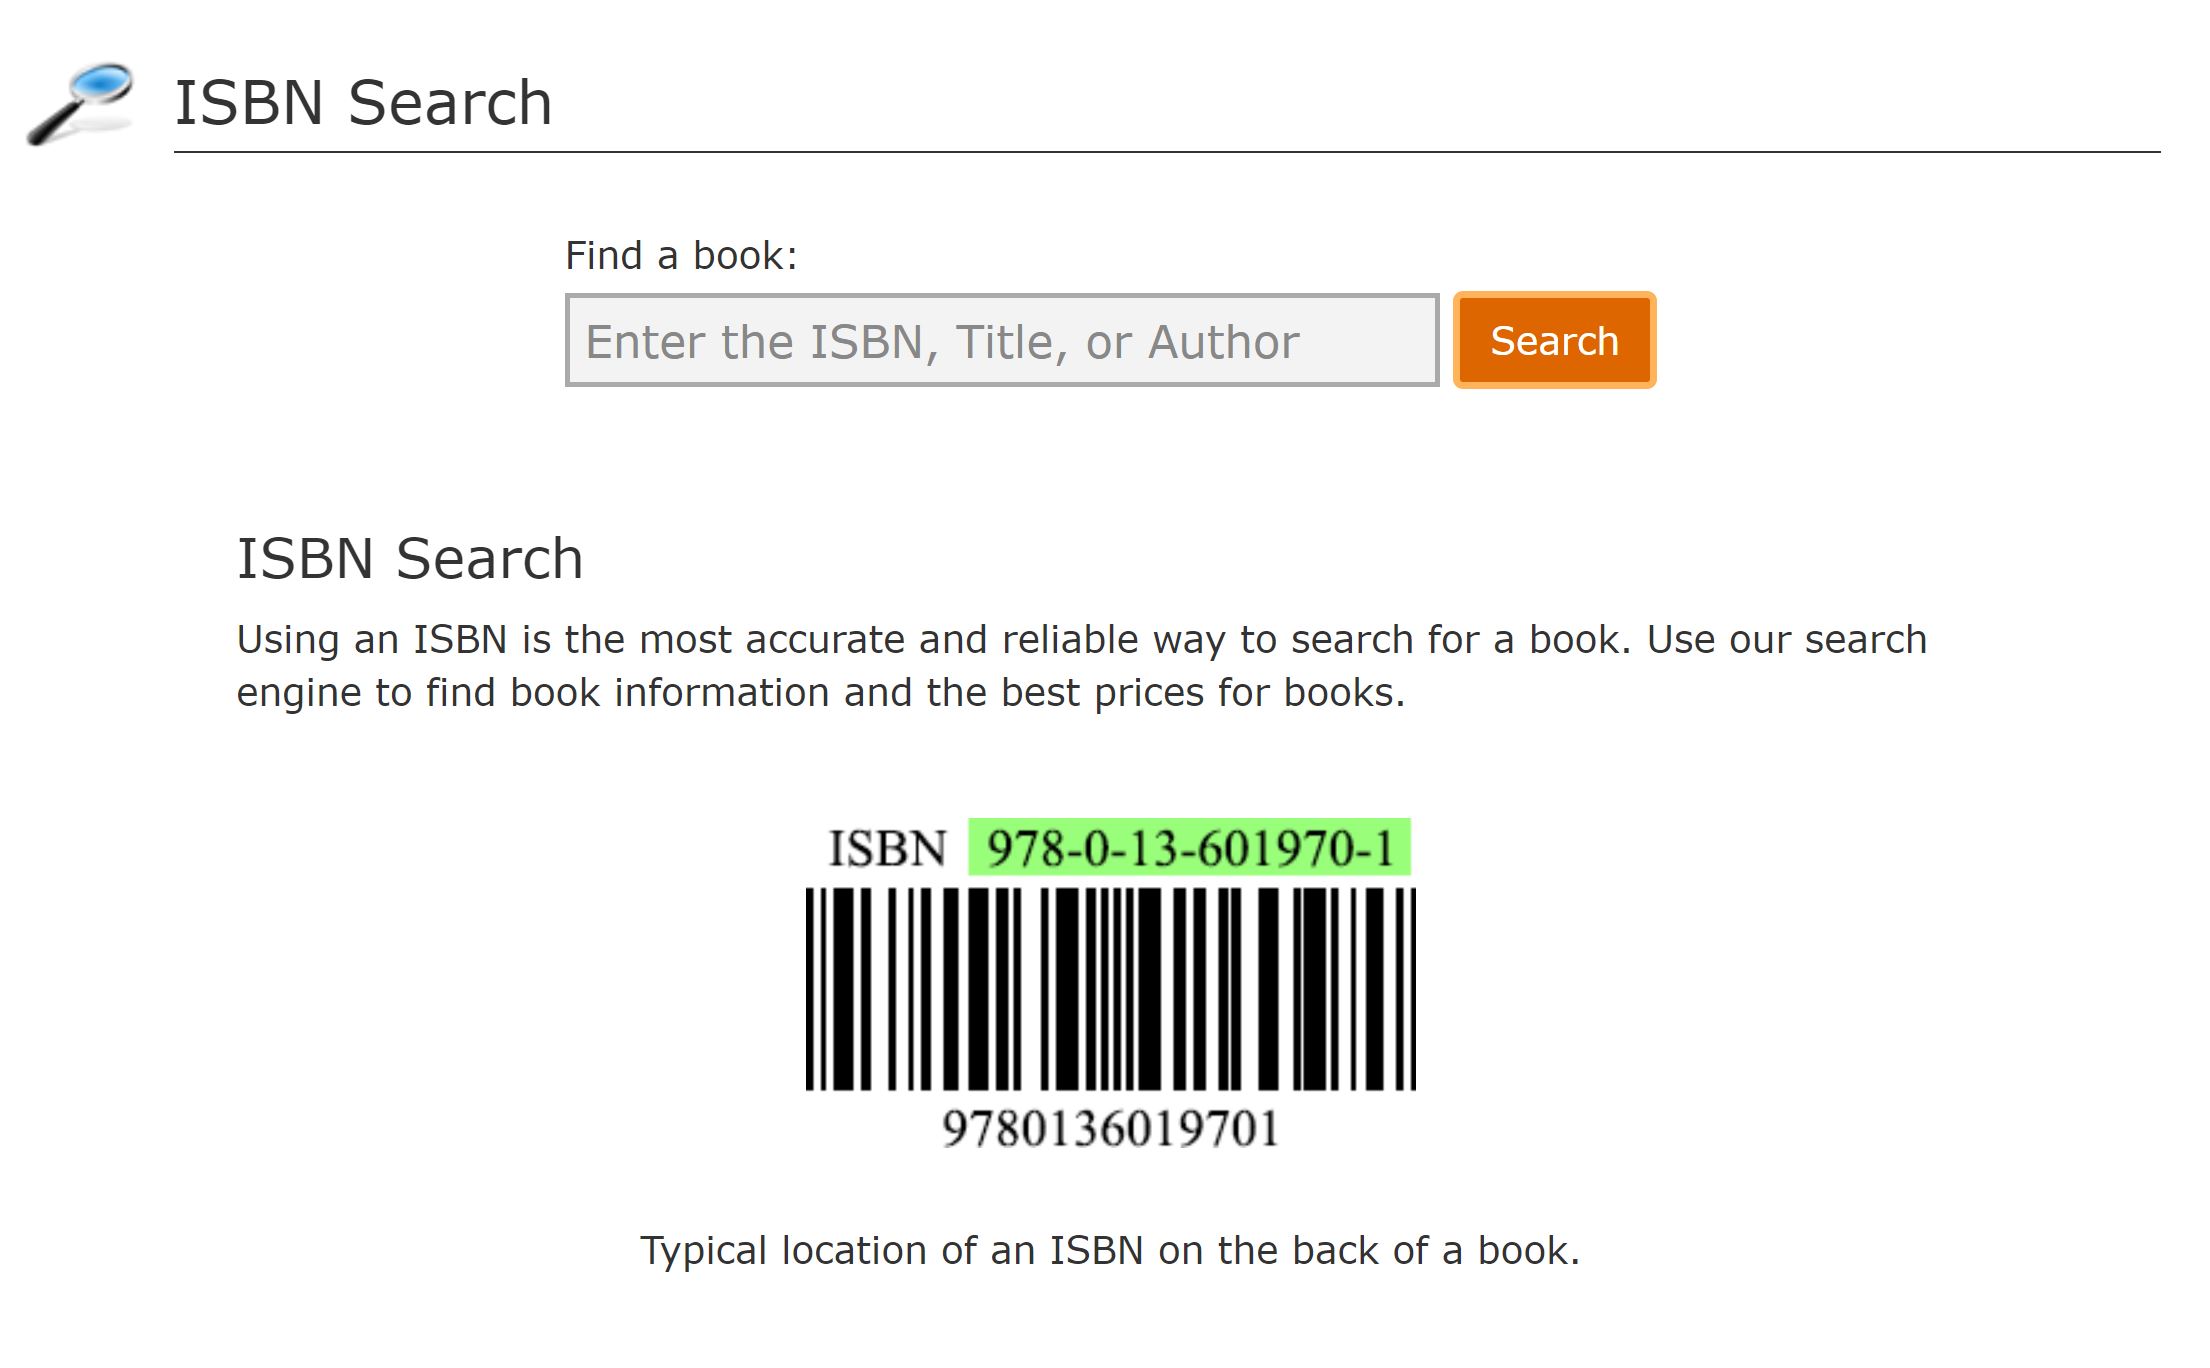 ISBN Search
Find a book:
Enter the ISBN, Title, or Author
Search
ISBN Search
Using an ISBN is the most accurate and reliable way to search for a book. Use our search
engine to find book information and the best prices for books.
ISBN 978-0-13-601970-1
9780136019701
Typical location of an ISBN on the back of a book.